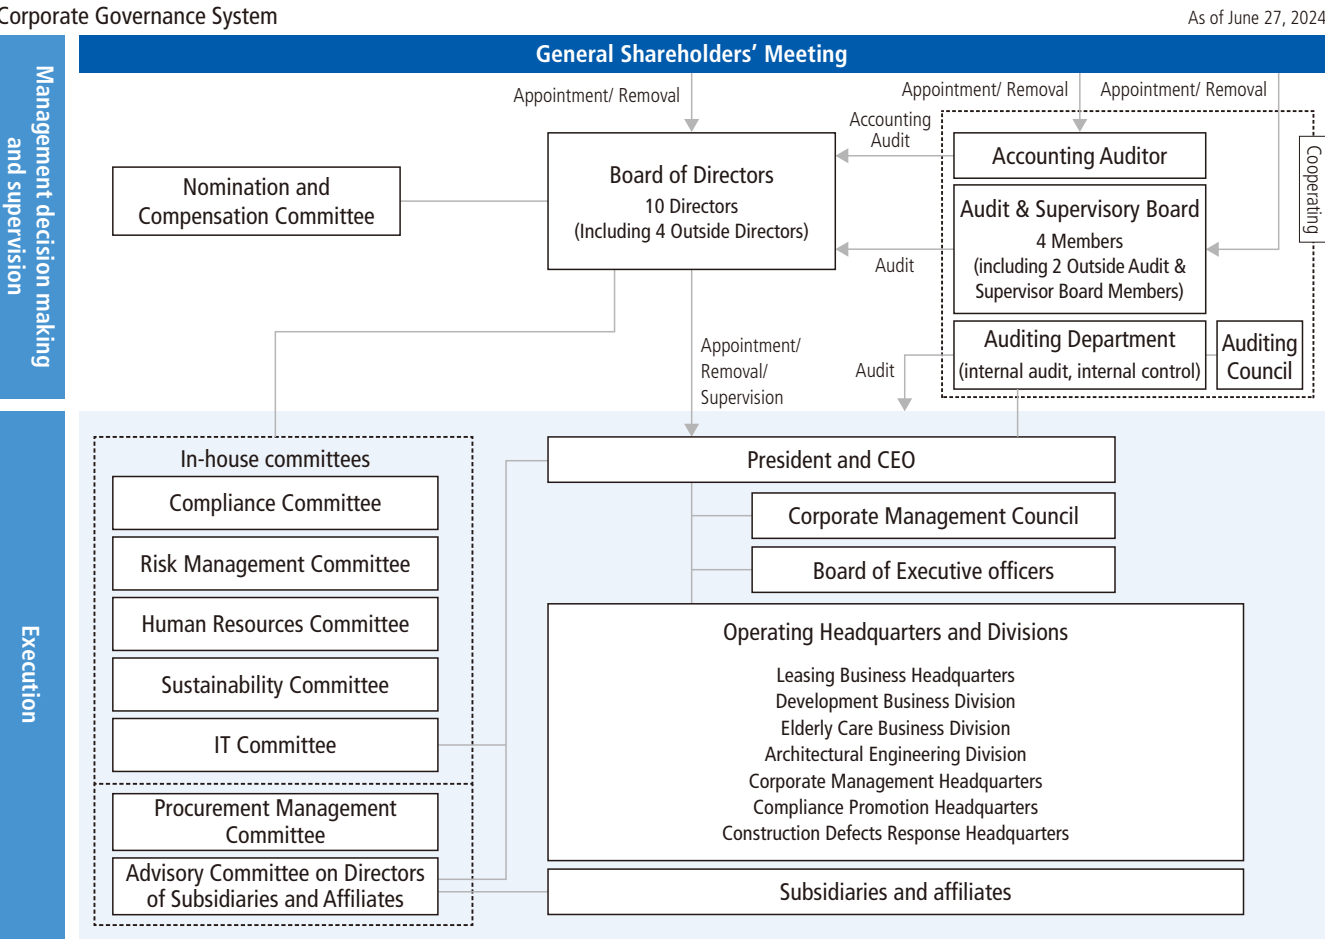 Corporate Governance System
As of June 27, 2024
Management decision making
and supervision
General Shareholders’ Meeting
Appointment/ Removal
Appointment/ Removal
Appointment/ Removal
Accounting
Audit
Accounting Auditor
Cooperating
Board of Directors
10 Directors
(Including 4 Outside Directors)
Nomination and
Compensation Committee
Audit & Supervisory Board
4 Members
(including 2 Outside Audit &
Supervisor Board Members)
Audit
Auditing Department
(internal audit, internal control)
Auditing
Council
Appointment/
Removal/
Supervision
Audit
Execution
In-house committees
Compliance Committee
Risk Management Committee
Human Resources Committee
Sustainability Committee
IT Committee
Procurement Management
Committee
Advisory Committee on Directors
of Subsidiaries and Affiliates
President and CEO
Corporate Management Council
Board of Executive officers
Operating Headquarters and Divisions
Leasing Business Headquarters
Development Business Division
Elderly Care Business Division
Architectural Engineering Division
Corporate Management Headquarters
Compliance Promotion Headquarters
Construction Defects Response Headquarters
Subsidiaries and affiliates